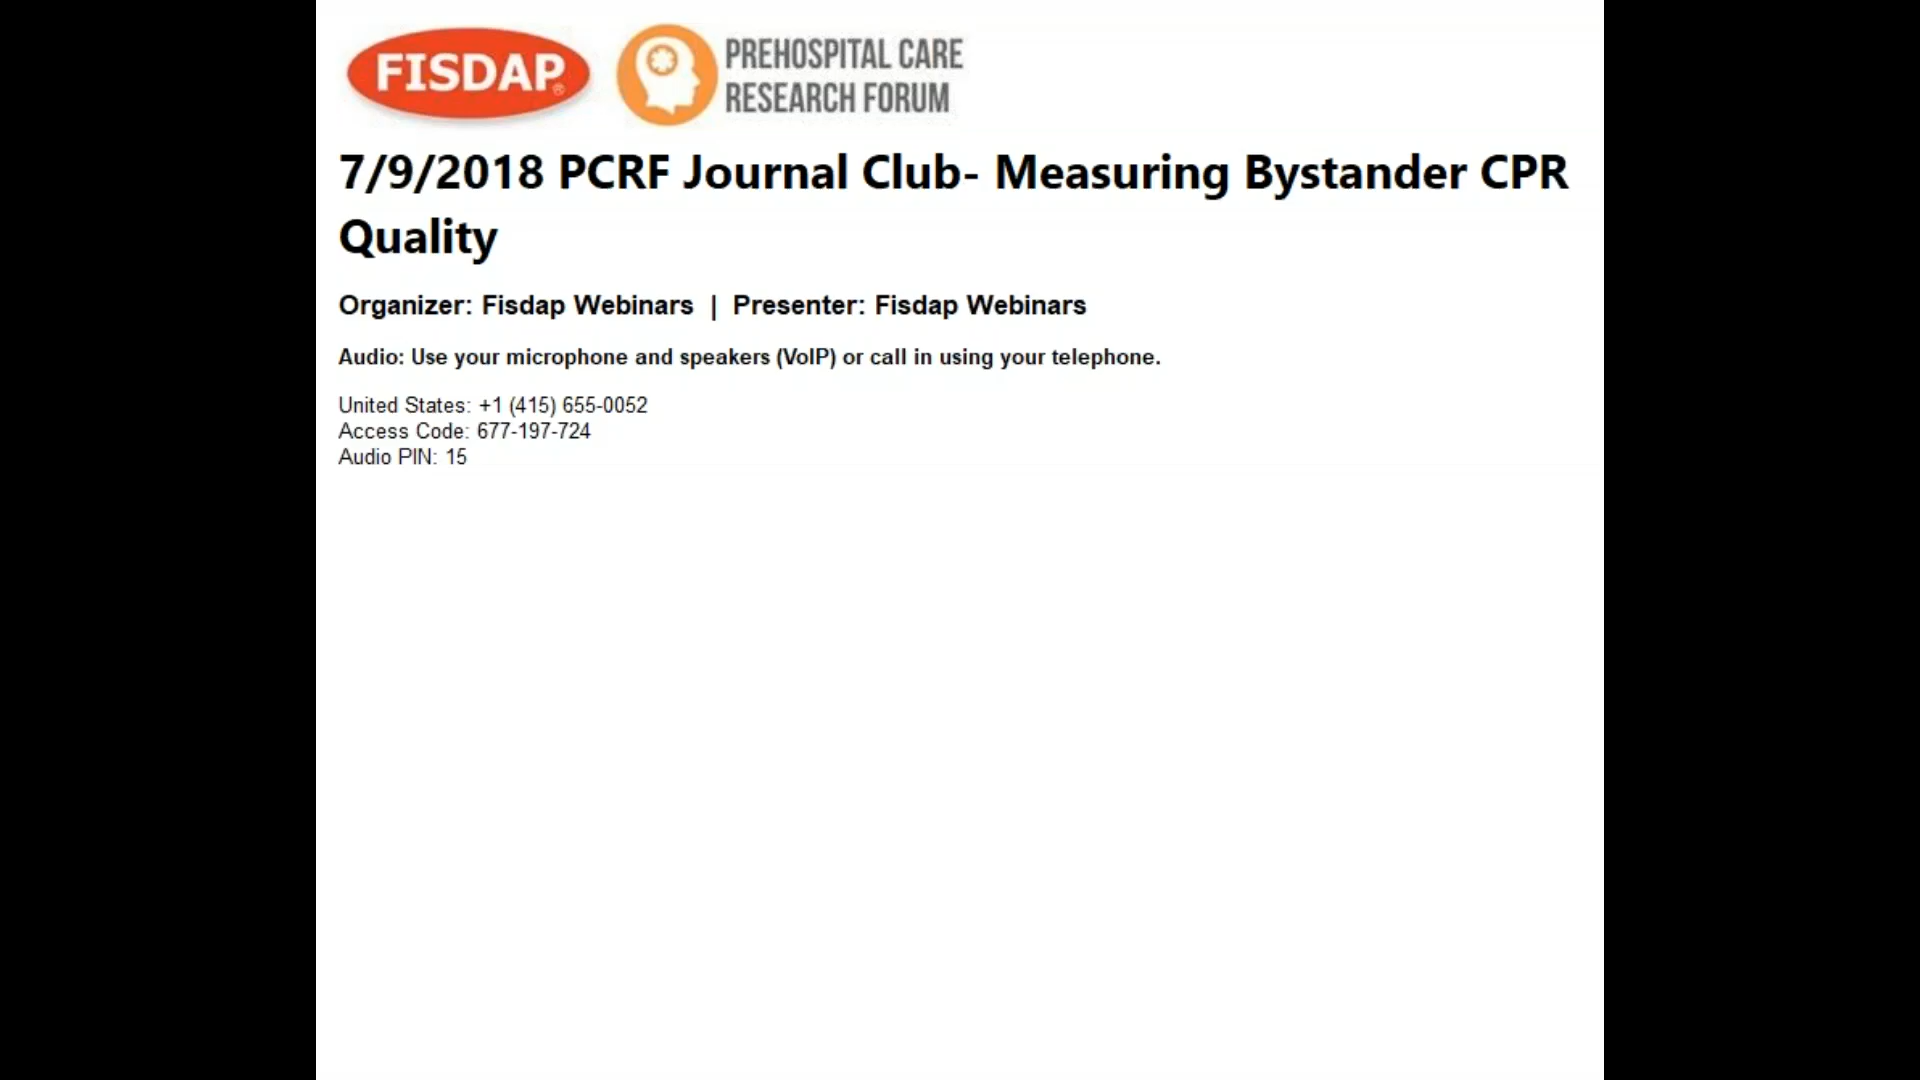 FISDAP®
PREHOSPITAL CARE
RESEARCH FORUM
7/9/2018 PCRF Journal Club- Measuring Bystander CPR
Quality
Organizer: Fisdap Webinars | Presenter: Fisdap Webinars
Audio: Use your microphone and speakers (VoIP) or call in using your telephone.
United States: +1 (415) 655-0052
Access Code: 677-197-724
Audio PIN: 15